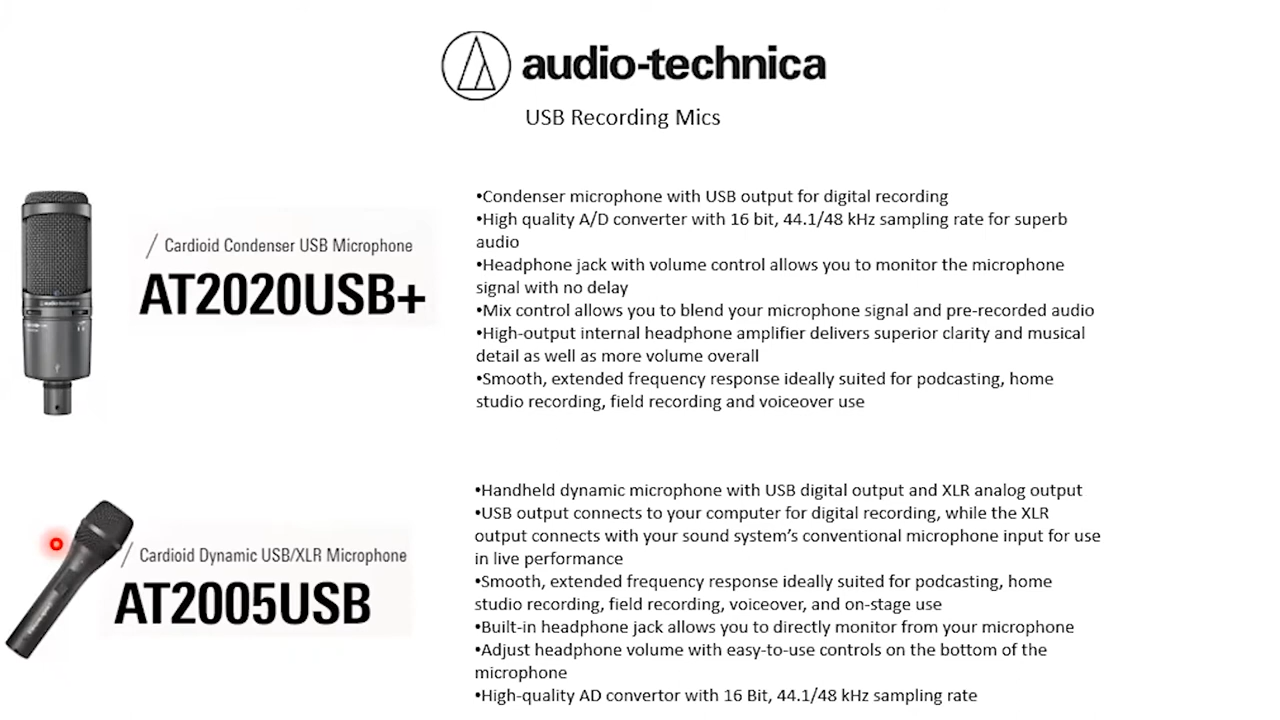 audio-technica
USB Recording Mics
•Condenser microphone with USB output for digital recording
•High quality A/D converter with 16 bit, 44.1/48 kHz sampling rate for superb
audio
•Headphone jack with volume control allows you to monitor the microphone
signal with no delay
•Mix control allows you to blend your microphone signal and pre-recorded audio
•High-output internal headphone amplifier delivers superior clarity and musical
detail as well as more volume overall
•Smooth, extended frequency response ideally suited for podcasting, home
studio recording, field recording and voiceover use
Cardioid Condenser USB Microphone
AT2020USB+
audio-technica
•Handheld dynamic microphone with USB digital output and XLR analog output
•USB output connects to your computer for digital recording, while the XLR
output connects with your sound system’s conventional microphone input for use
in live performance
•Smooth, extended frequency response ideally suited for podcasting, home
studio recording, field recording, voiceover, and on-stage use
•Built-in headphone jack allows you to directly monitor from your microphone
•Adjust headphone volume with easy-to-use controls on the bottom of the
microphone
•High-quality AD convertor with 16 Bit, 44.1/48 kHz sampling rate
Cardioid Dynamic USB/XLR Microphone
AT2005USB